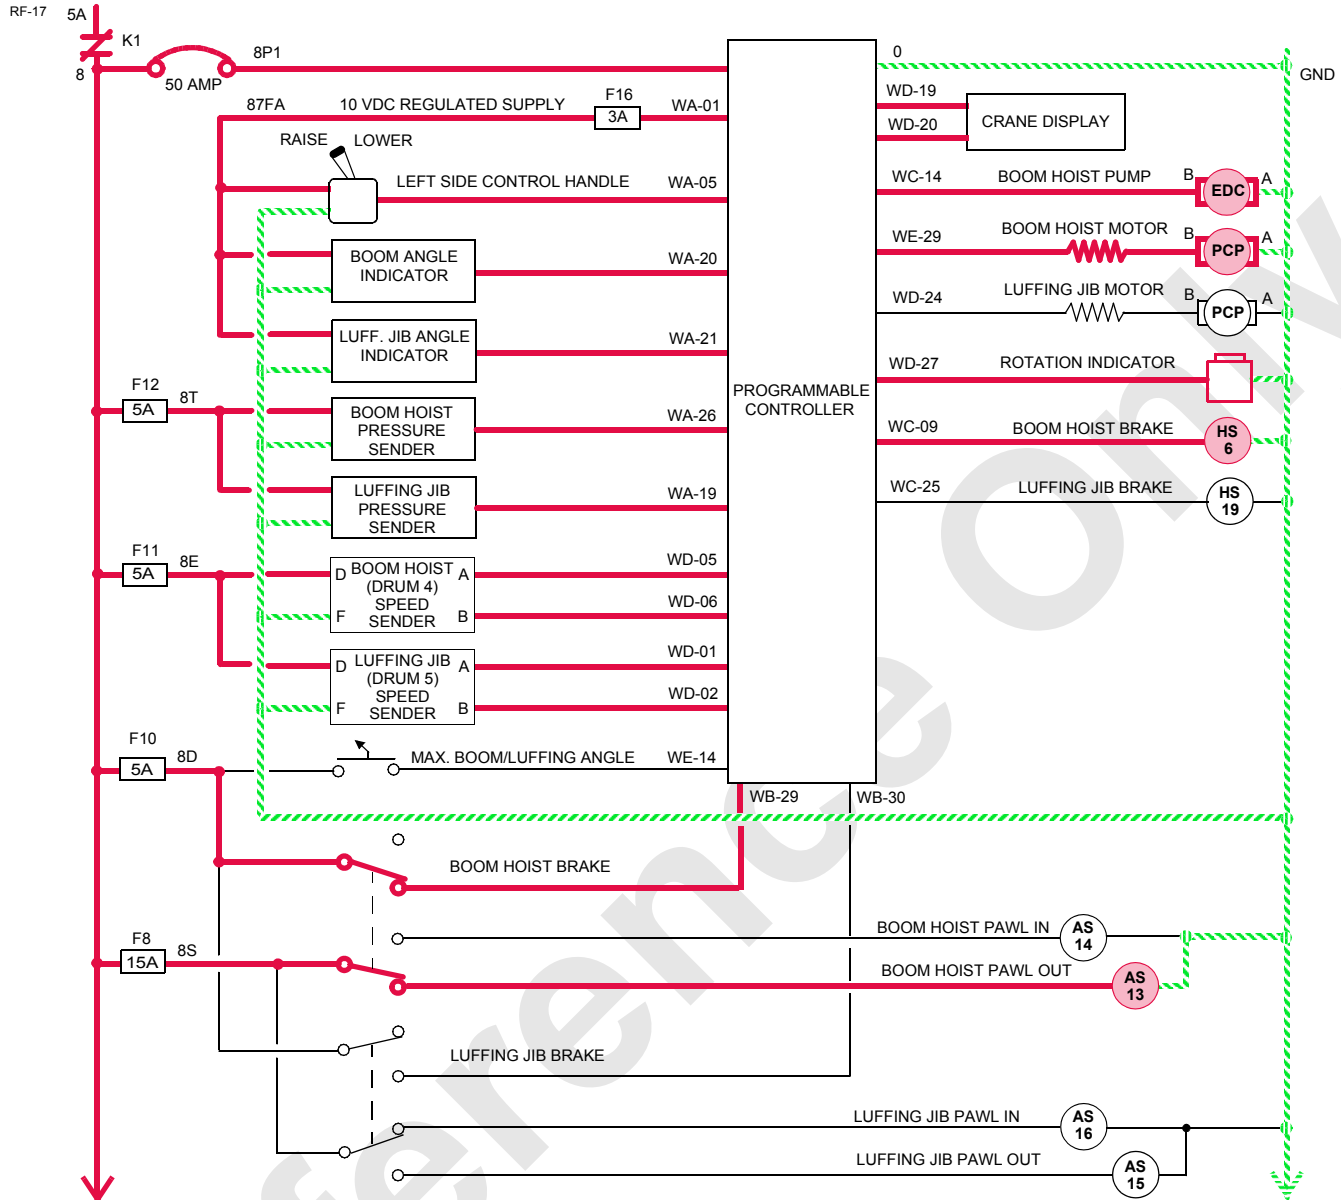 RF-17
5A
K1
8
50 AMP
8P1
0
GND
87FA
10 VDC REGULATED SUPPLY
F16
3A
WA-01
WD-19
WD-20
CRANE DISPLAY
RAISE
LOWER
LEFT SIDE CONTROL HANDLE
WA-05
WC-14
BOOM HOIST PUMP
B
EDC
A
BOOM ANGLE
INDICATOR
WA-20
WE-29
BOOM HOIST MOTOR
B
PCP
A
WD-24
LUFFING JIB MOTOR
B
PCP
A
LUFF. JIB ANGLE
INDICATOR
WA-21
WD-27
ROTATION INDICATOR
PROGRAMMABLE
CONTROLLER
F12
5A
8T
BOOM HOIST
PRESSURE
SENDER
WA-26
WC-09
BOOM HOIST BRAKE
HS
6
LUFFING JIB
PRESSURE
SENDER
WA-19
WC-25
LUFFING JIB BRAKE
HS
19
F11
5A
8E
D
BOOM HOIST
(DRUM 4)
SPEED
SENDER
A
F
B
WD-05
WD-06
D
LUFFING JIB
(DRUM 5)
SPEED
SENDER
A
F
B
WD-01
WD-02
F10
5A
8D
MAX. BOOM/LUFFING ANGLE
WE-14
WB-29
WB-30
BOOM HOIST BRAKE
F8
15A
8S
BOOM HOIST PAWL IN
AS
14
BOOM HOIST PAWL OUT
AS
13
LUFFING JIB BRAKE
LUFFING JIB PAWL IN
AS
16
LUFFING JIB PAWL OUT
AS
15
ference Only